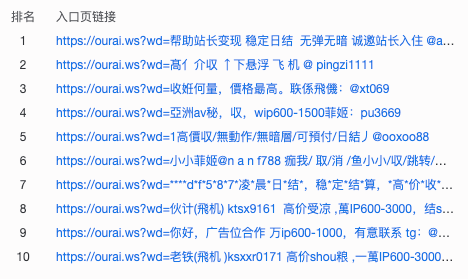 排名 入口页链接
1 https://ourai.ws?wd=帮助站长变现 稳定日结 无弹无暗 诚邀站长入住 @a...
2 https://ourai.ws?wd=髙亻介収 ↑下悬浮 飞 机 @ pingzi1111
3 https://ourai.ws?wd=收姙何量，價格最高。联係飛僟：@xt069
4 https://ourai.ws?wd=亞洲av秘，収，wip600-1500菲姬：pu3669
5 https://ourai.ws?wd=1高價収/無動作/無暗層/可預付/日結丿@ooxoo88
6 https://ourai.ws?wd=小小菲姬@n a n f788 痴我/ 取/消 /鱼小小/収/跳转/...
7 https://ourai.ws?wd=****d*f*5*8*7*凌*晨*日*结*，稳*定*结*算，*高*价*收*...
8 https://ourai.ws?wd=伙计(飛機) ktsx9161 高价受凉 ,萬IP600-3000，结s...
9 https://ourai.ws?wd=你好，广告位合作 万ip600-1000，有意联系 tg：@...
10 https://ourai.ws?wd=老铁(飛機 )ksxxr0171 高价shou粮 ,一萬IP600-3000...